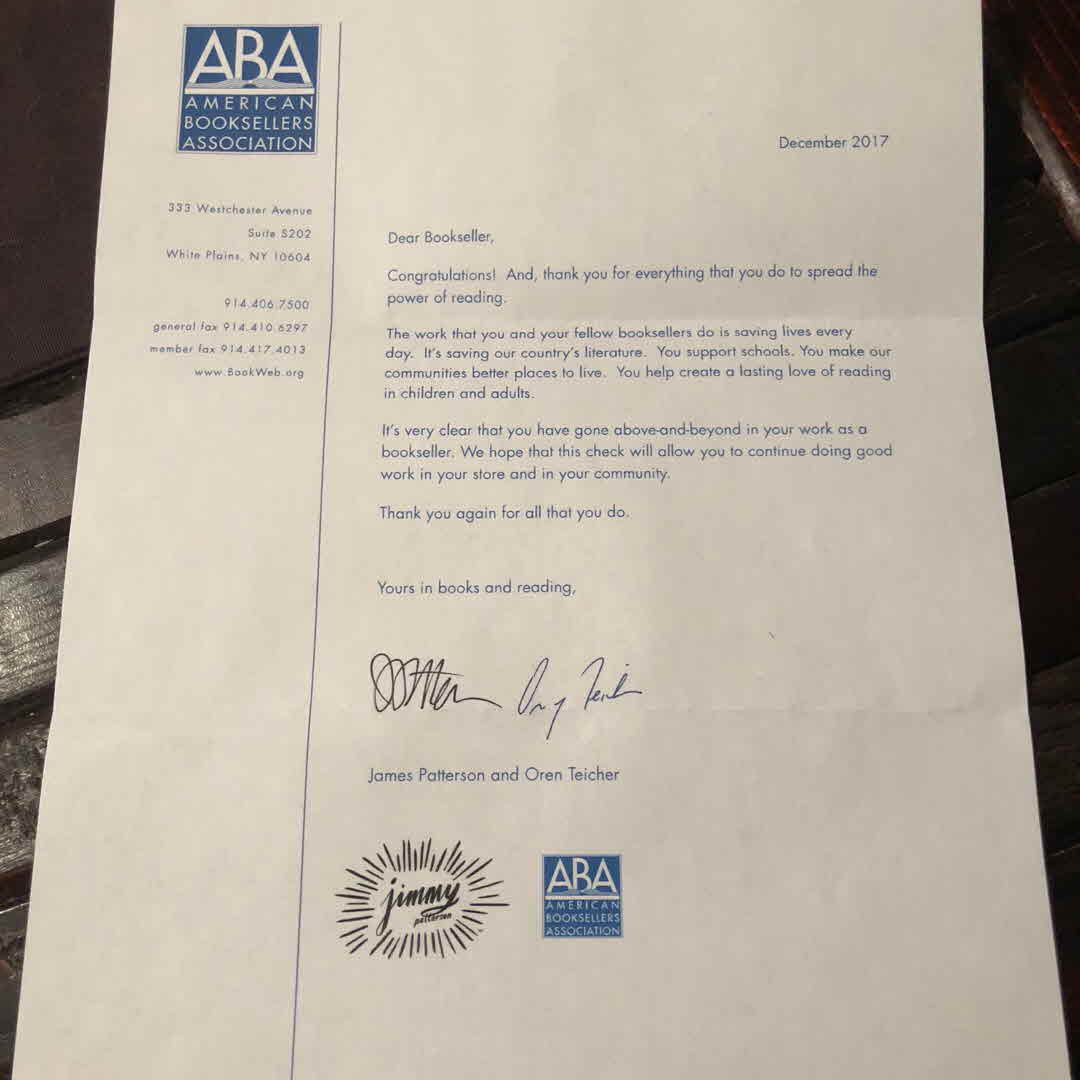 ABA
AMERICAN
BOOKSELLERS
ASSOCIATION
333 Westchester Avenue
Suite S202
White Plains, NY 10604
914.406.7500
general fax 914.410.6297
member fax 914.417.4013
www.BookWeb.org
December 2017
Dear Bookseller,
Congratulations! And, thank you for everything that you do to spread the
power of reading.
The work that you and your fellow booksellers do is saving lives every
day. It's saving our country's literature. You support schools. You make our
communities better places to live. You help create a lasting love of reading
in children and adults.
It's very clear that you have gone above-and-beyond in your work as a
bookseller. We hope that this check will allow you to continue doing good
work in your store and in your community.
Thank you again for all that you do.
Yours in books and reading,
James Patterson and Oren Teicher
jimmy
patterson
ABA
AMERICAN
BOOKSELLERS
ASSOCIATION